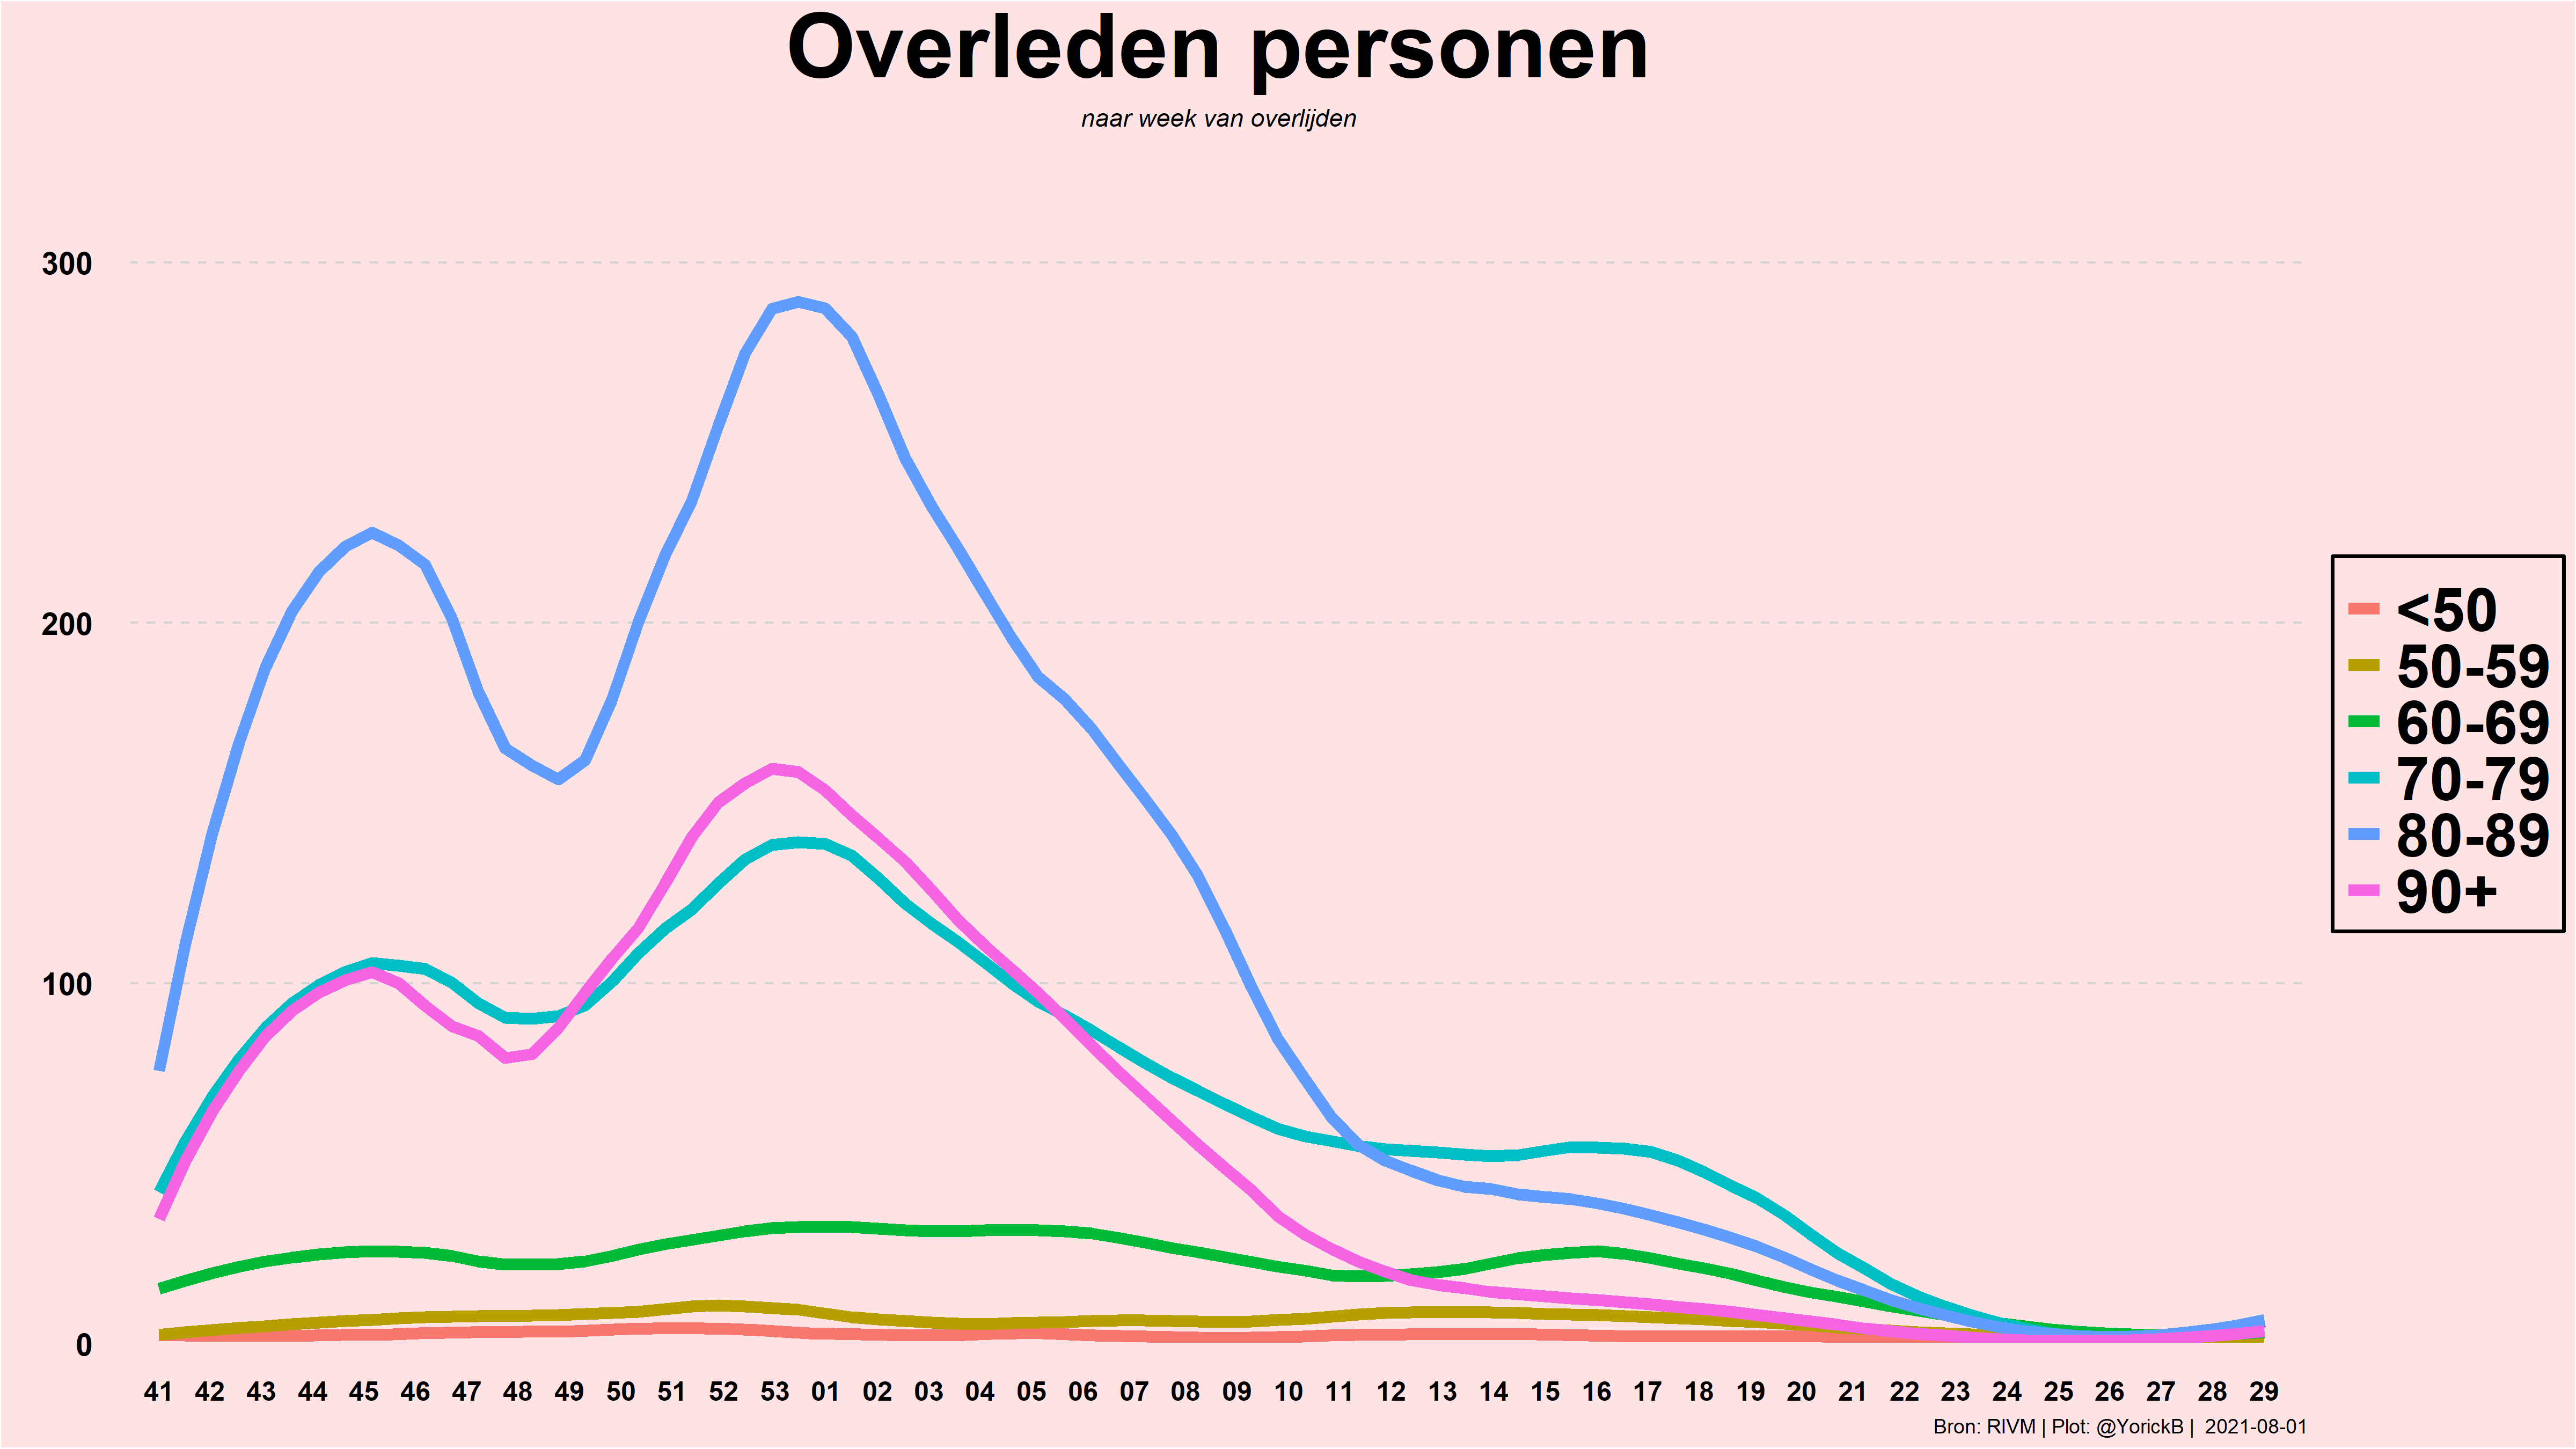 Overleden personen
naar week van overlijden
300
200
100
0
<50
50-59
60-69
70-79
80-89
90+
41 42 43 44 45 46 47 48 49 50 51 52 53 01 02 03 04 05 06 07 08 09 10 11 12 13 14 15 16 17 18 19 20 21 22 23 24 25 26 27 28 29
Bron: RIVM | Plot: @YorickB | 2021-08-01